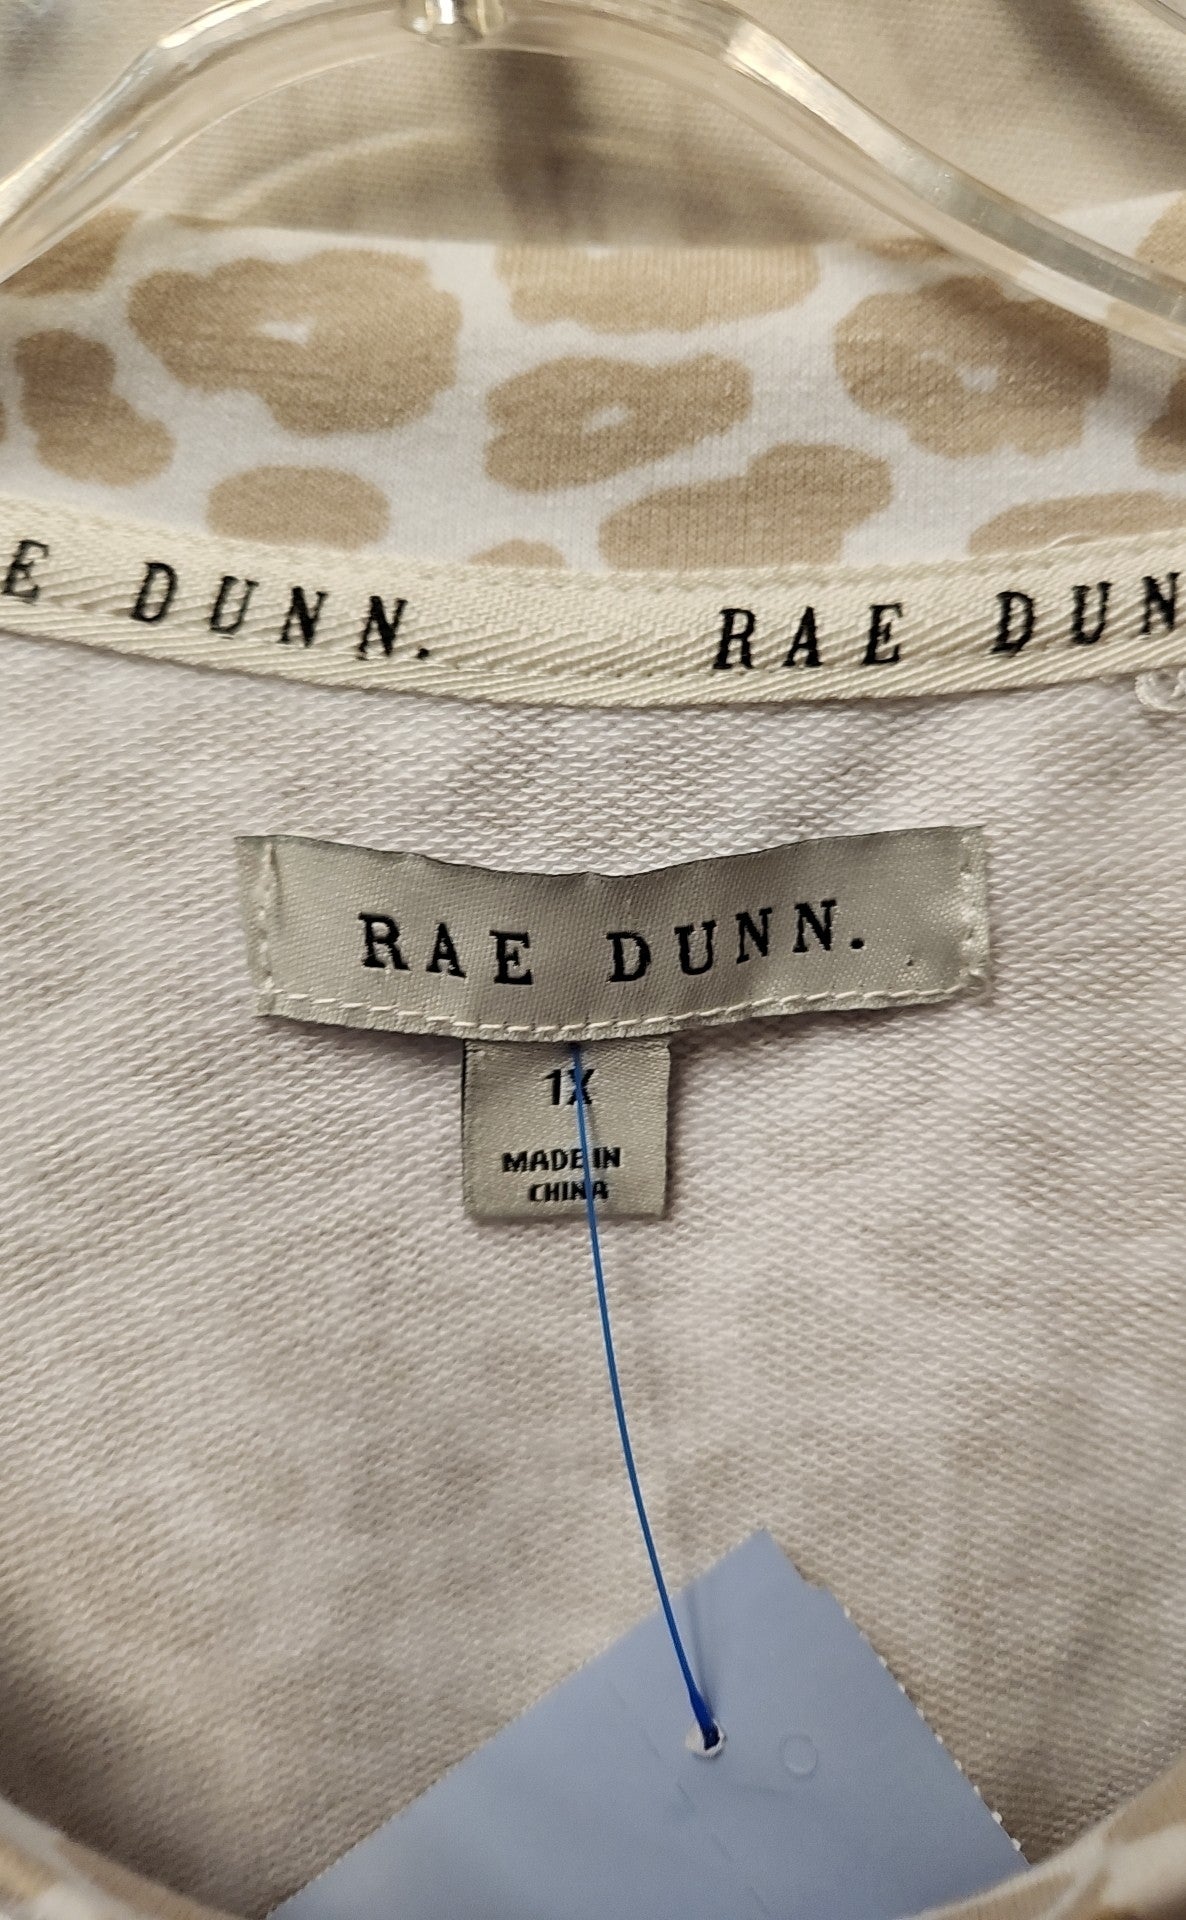 E DUNN.
RAE DUN
RAE DUNN.
1X
MADE IN
CHINA